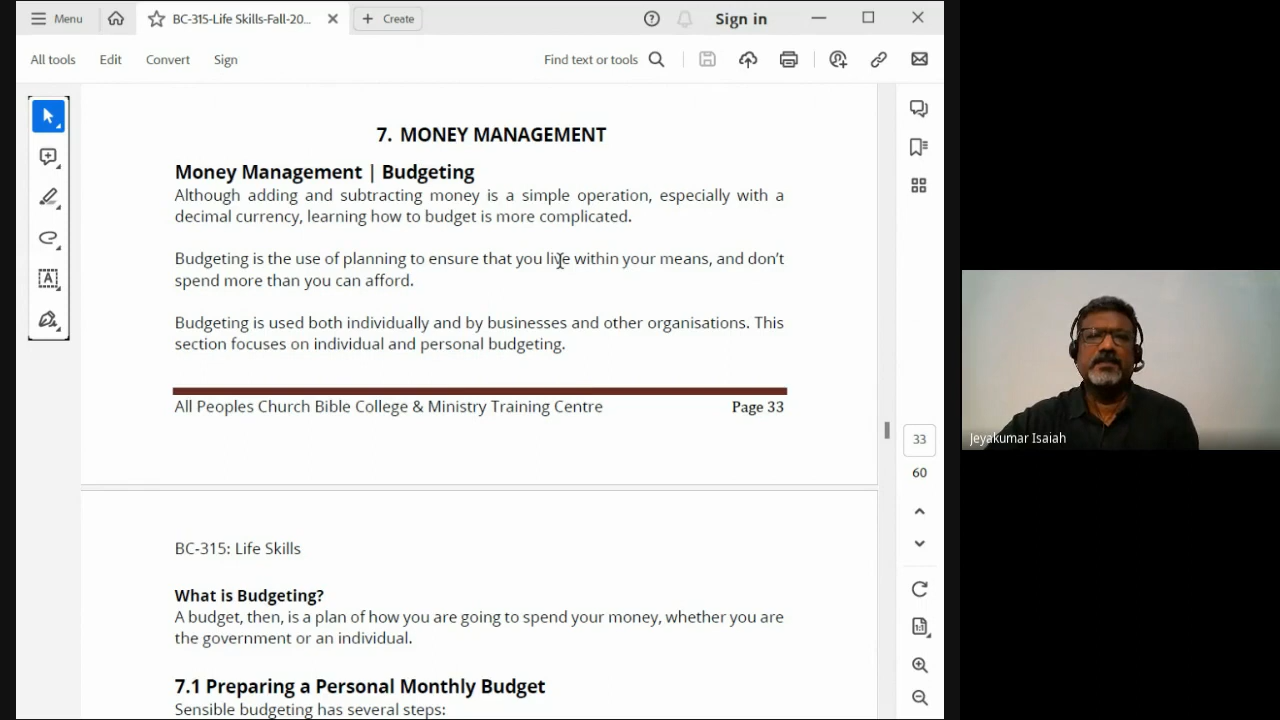 Menu
BC-315-Life Skills-Fall-20...
Create
Sign in
All tools
Edit
Convert
Sign
Find text or tools
7. MONEY MANAGEMENT
Money Management | Budgeting
Although adding and subtracting money is a simple operation, especially with a
decimal currency, learning how to budget is more complicated.
Budgeting is the use of planning to ensure that you live within your means, and don't
spend more than you can afford.
Budgeting is used both individually and by businesses and other organisations. This
section focuses on individual and personal budgeting.
All Peoples Church Bible College & Ministry Training Centre
Page 33
33
60
BC-315: Life Skills
What is Budgeting?
A budget, then, is a plan of how you are going to spend your money, whether you are
the government or an individual.
7.1 Preparing a Personal Monthly Budget
Sensible budgeting has several steps:
Jeyakumar Isaiah